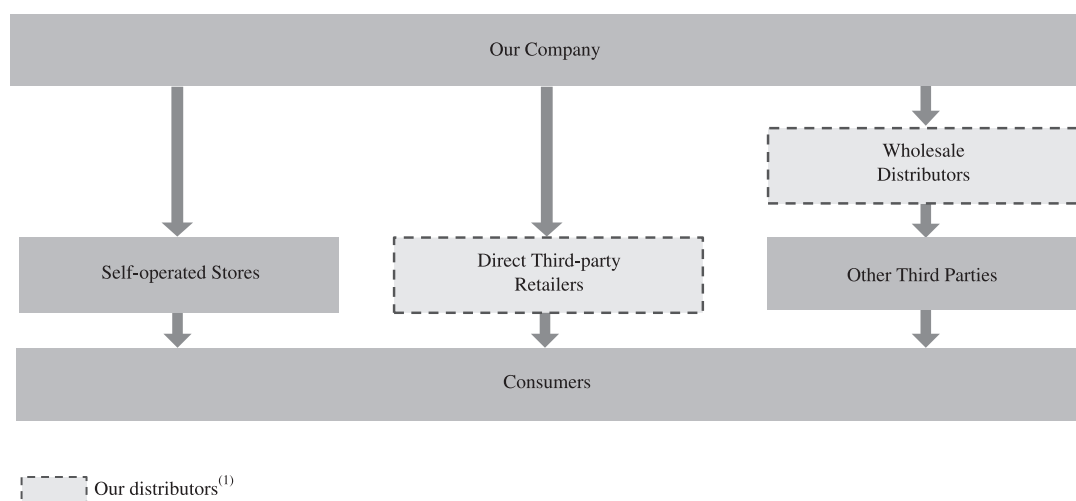 Our Company
Wholesale
Distributors
Self-operated Stores
Direct Third-party
Retailers
Other Third Parties
Consumers
Our distributors(1)